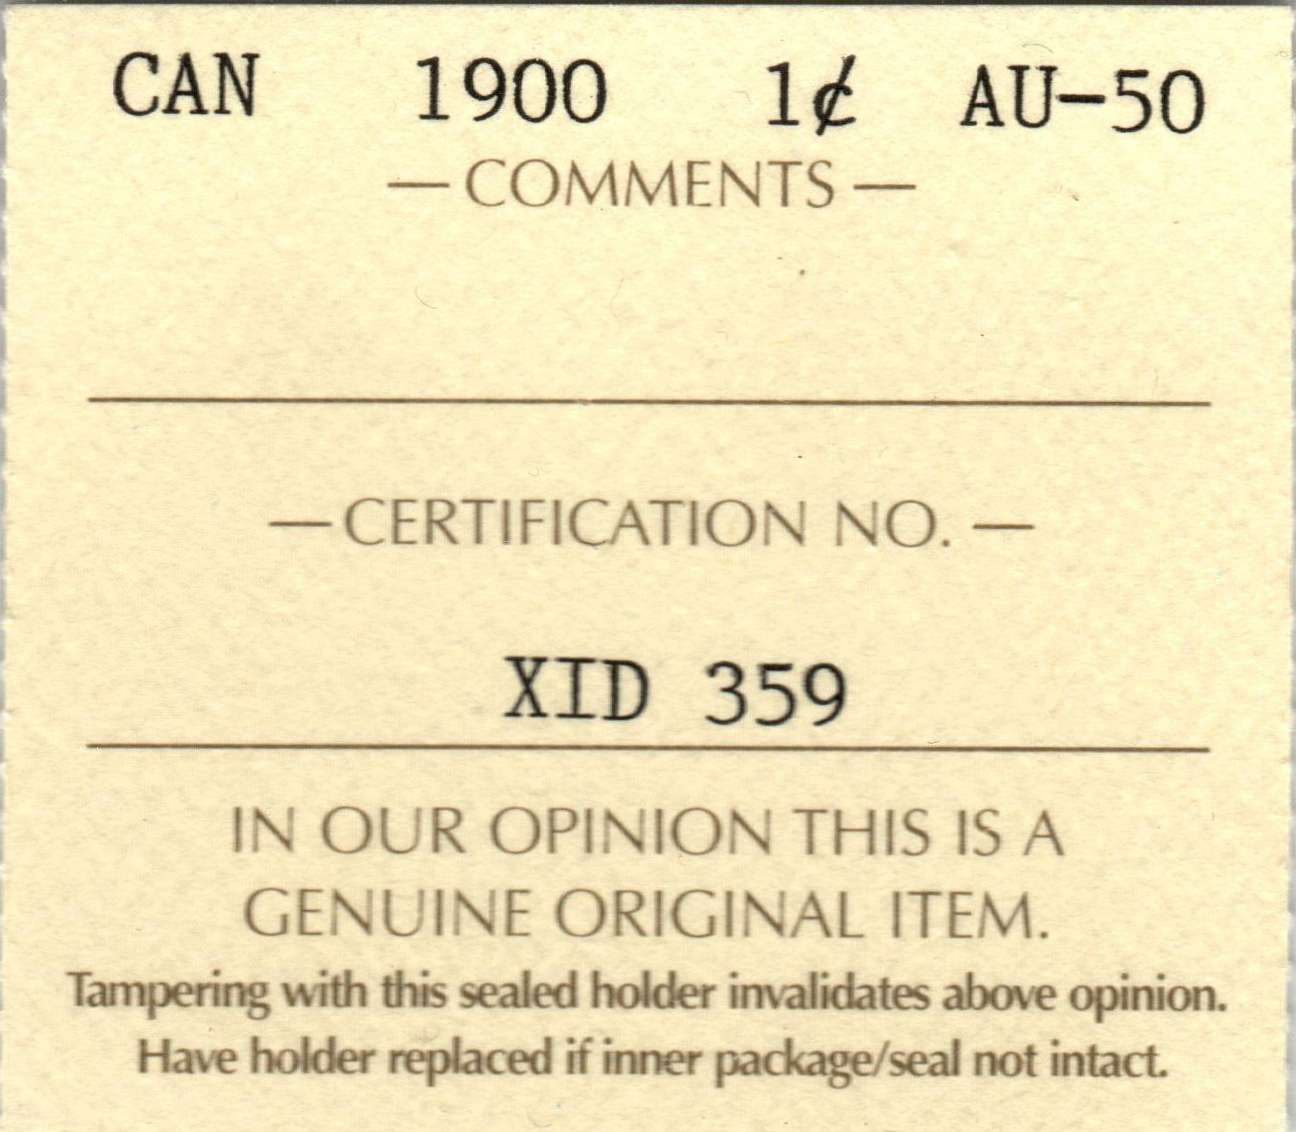 CAN 1900 1¢ AU-50
— COMMENTS —
— CERTIFICATION NO. —
XID 359
IN OUR OPINION THIS IS A
GENUINE ORIGINAL ITEM.
Tampering with this sealed holder invalidates above opinion.
Have holder replaced if inner package/seal not intact.